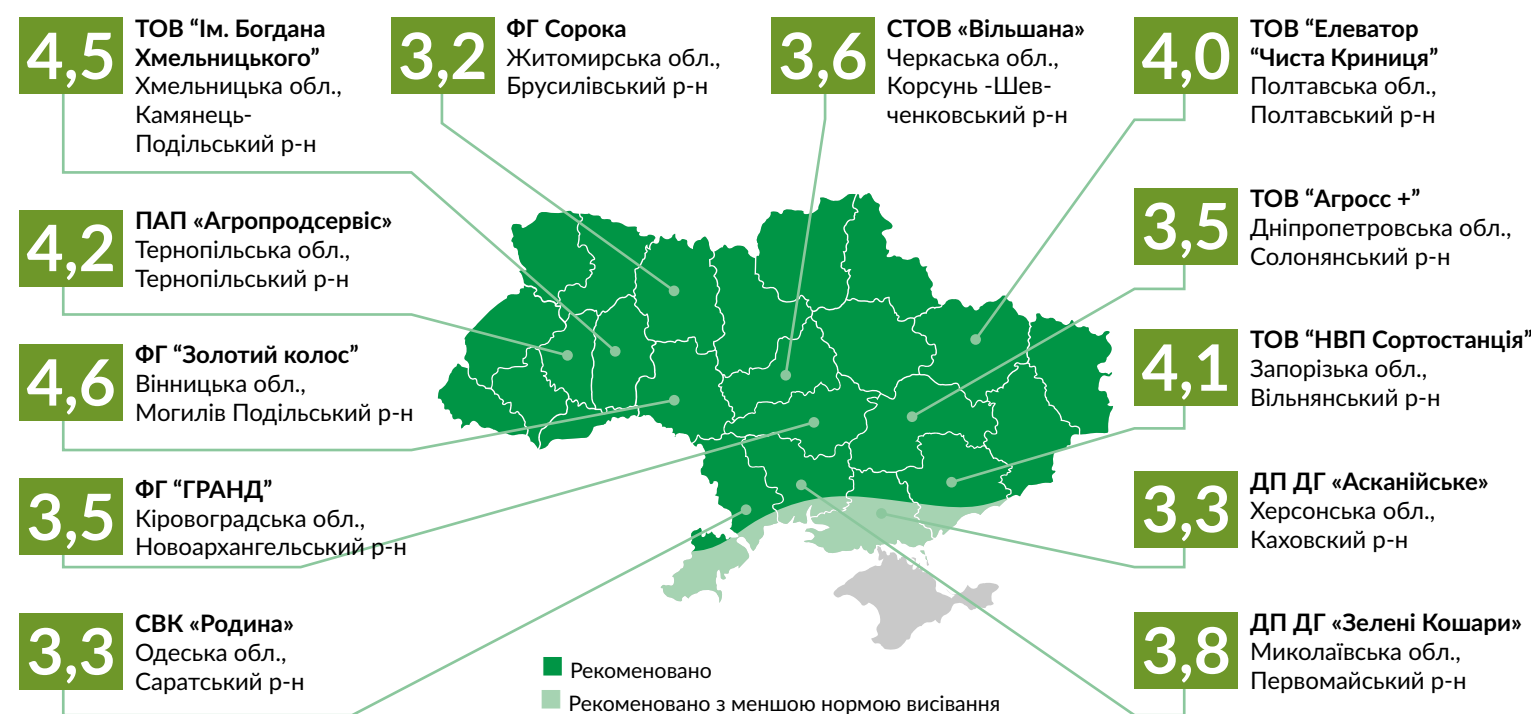 4,5
ТОВ “Ім. Богдана
Хмельницького”
Хмельницька обл.,
Камянець-
Подільський р-н
3,2
ФГ Сорока
Житомирська обл.,
Брусилівський р-н
3,6
СТОВ «Вільшана»
Черкаська обл.,
Корсунь -Шев-
ченковський р-н
4,0
ТОВ “Елеватор
“Чиста Криниця”
Полтавська обл.,
Полтавський р-н
4,2
ПАП «Агропродсервіс»
Тернопільська обл.,
Тернопільський р-н
3,5
ТОВ “Агросс +”
Дніпропетровська обл.,
Солонянський р-н
4,6
ФГ “Золотий колос”
Вінницька обл.,
Могилів Подільський р-н
4,1
ТОВ “НВП Сортостанція”
Запорізька обл.,
Вільнянський р-н
3,5
ФГ “ГРАНД”
Кіровоградська обл.,
Новоархангельський р-н
3,3
ДП ДГ «Асканійське»
Херсонська обл.,
Каховский р-н
3,3
СВК «Родина»
Одеська обл.,
Саратський р-н
3,8
ДП ДГ «Зелені Кошари»
Миколаївська обл.,
Первомайський р-н
Рекоменовано
Рекоменовано з меншою нормою висівання